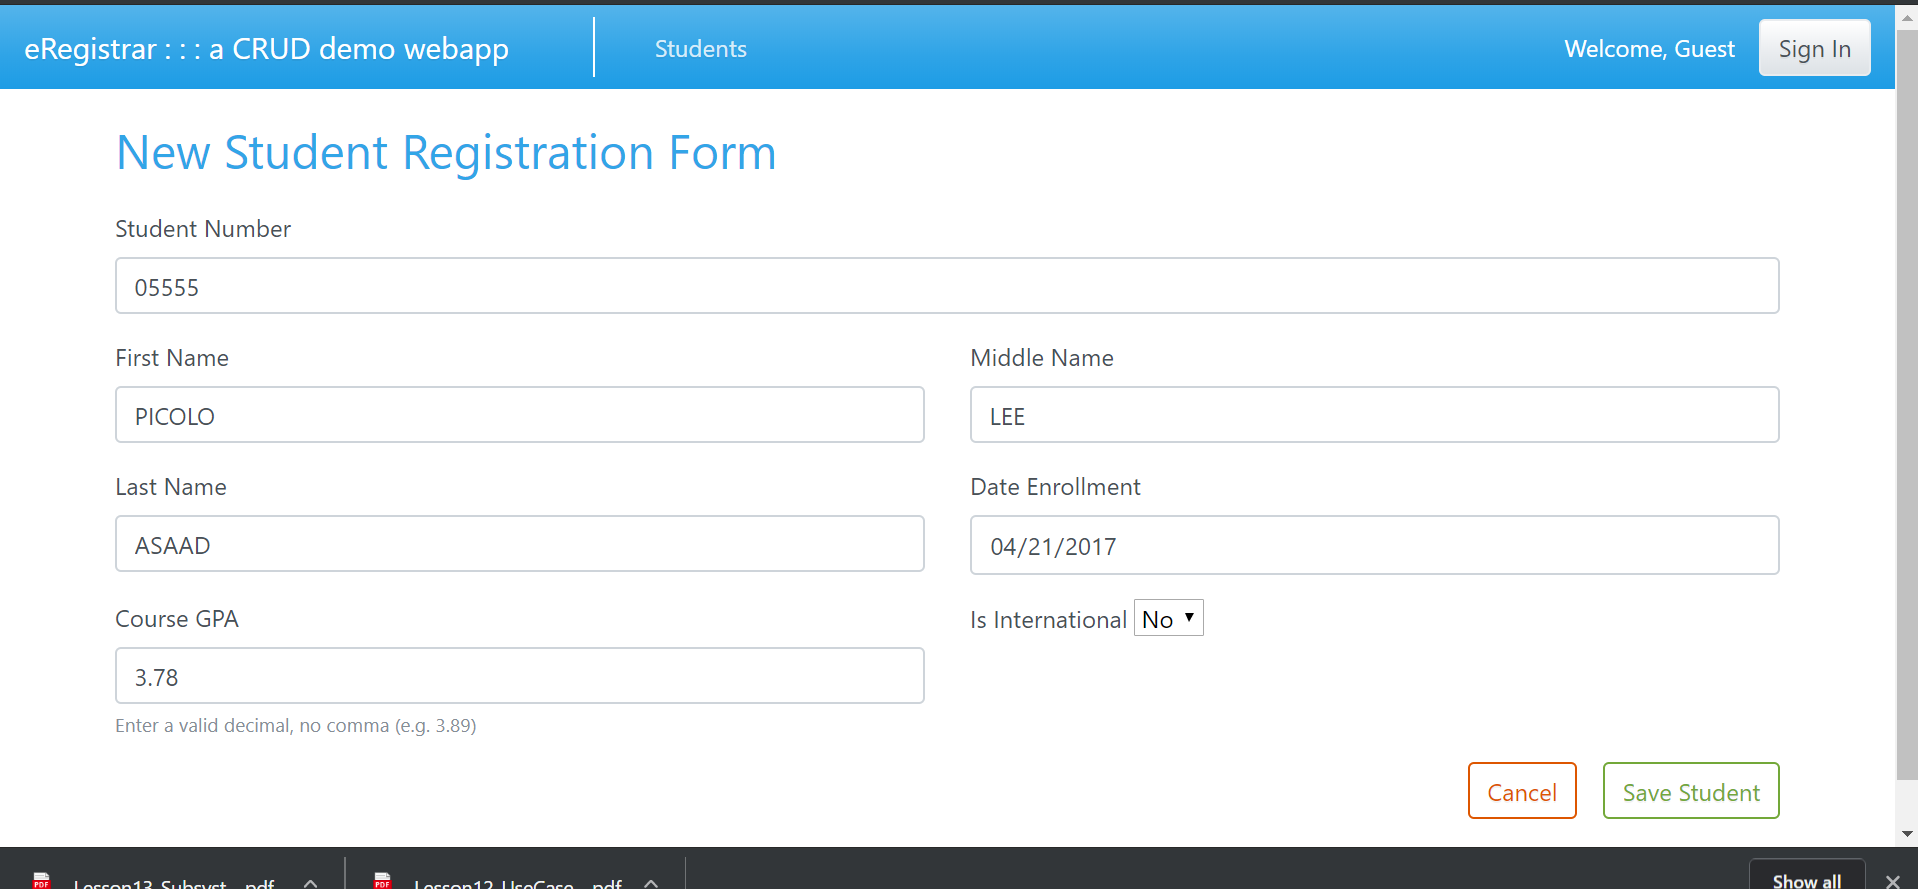 eRegistrar : : : a CRUD demo webapp
Students
Welcome, Guest
Sign In
New Student Registration Form
Student Number
05555
First Name
Middle Name
PICOLO
LEE
Last Name
Date Enrollment
ASAAD
04/21/2017
Course GPA
Is International No
3.78
Enter a valid decimal, no comma (e.g. 3.89)
Cancel
Save Student
Lesson13 Subsyst....pdf
Lesson12 UseCase....pdf
Show all